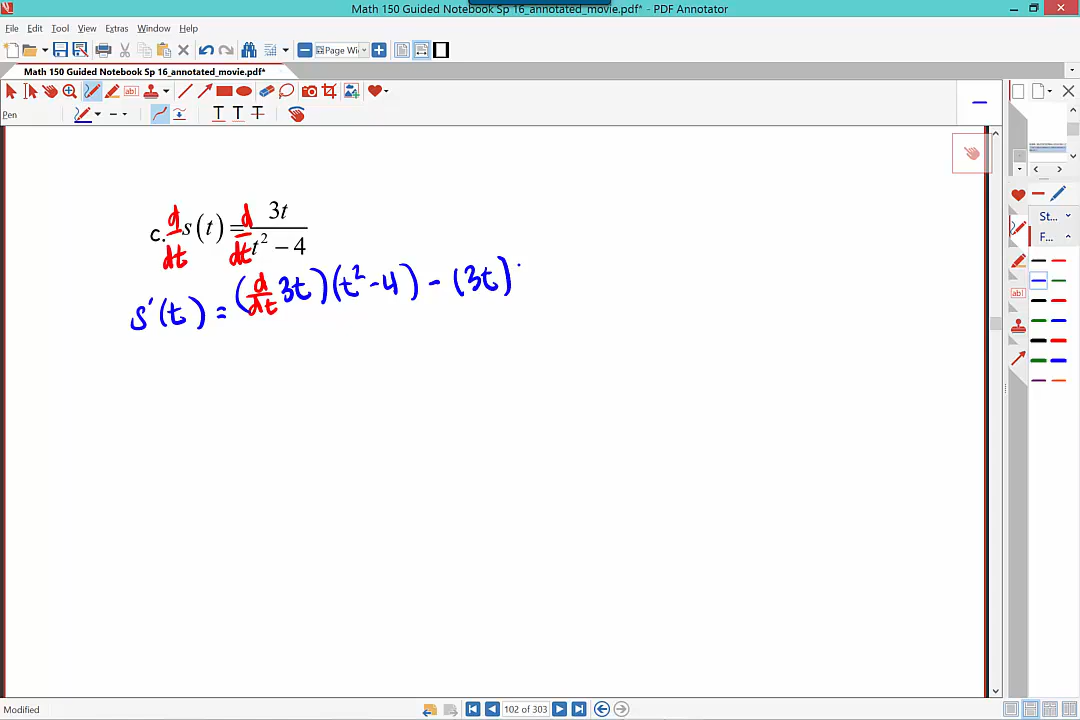 Math 150 Guided Notebook Sp 16_annotated_movie.pdf* - PDF Annotator
File Edit Tool View Extras Window Help
Page Wi
Math 150 Guided Notebook Sp 16_annotated_movie.pdf*
Pen
St...
F...
c. d/dt s(t) = d/dt 3t/(t² − 4)
s'(t) = (d/dt 3t)(t² - 4) - (3t)
Modified
102 of 303